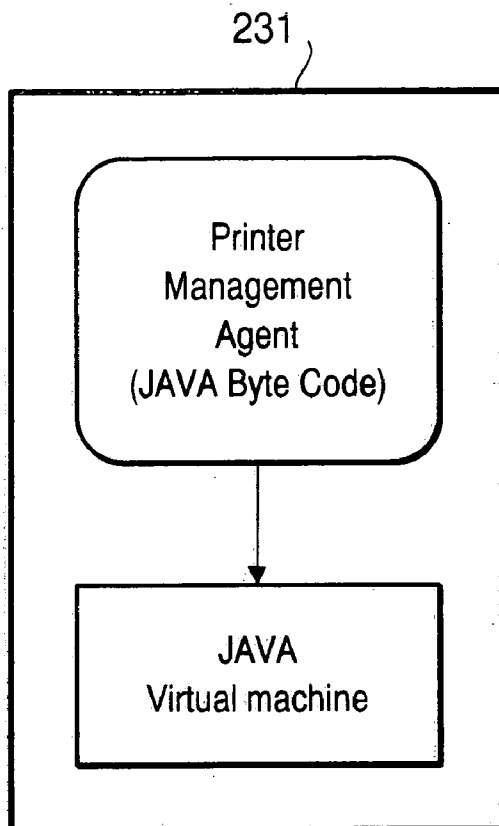 231
Printer
Management
Agent
(JAVA Byte Code)
JAVA
Virtual machine